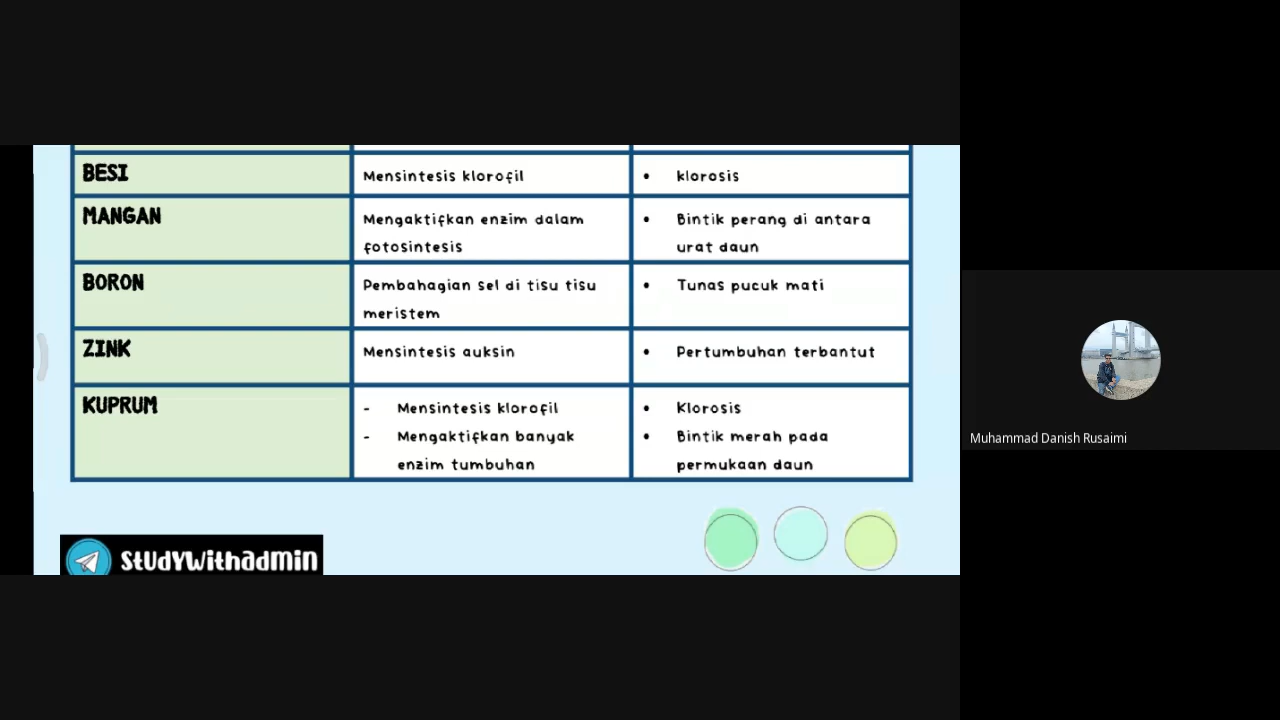 BESI
Mensintesis klorofil
• klorosis
MANGAN
Mengaktifkan enzim dalam
fotosintesis
• Bintik perang di antara
urat daun
BORON
Pembahagian sel di tisu tisu
meristem
• Tunas pucuk mati
ZINK
Mensintesis auksin
• Pertumbuhan terbantut
KUPRUM
- Mensintesis klorofil
- Mengaktifkan banyak
enzim tumbuhan
• Klorosis
• Bintik merah pada
permukaan daun
studywithadmin
Muhammad Danish Rusaimi